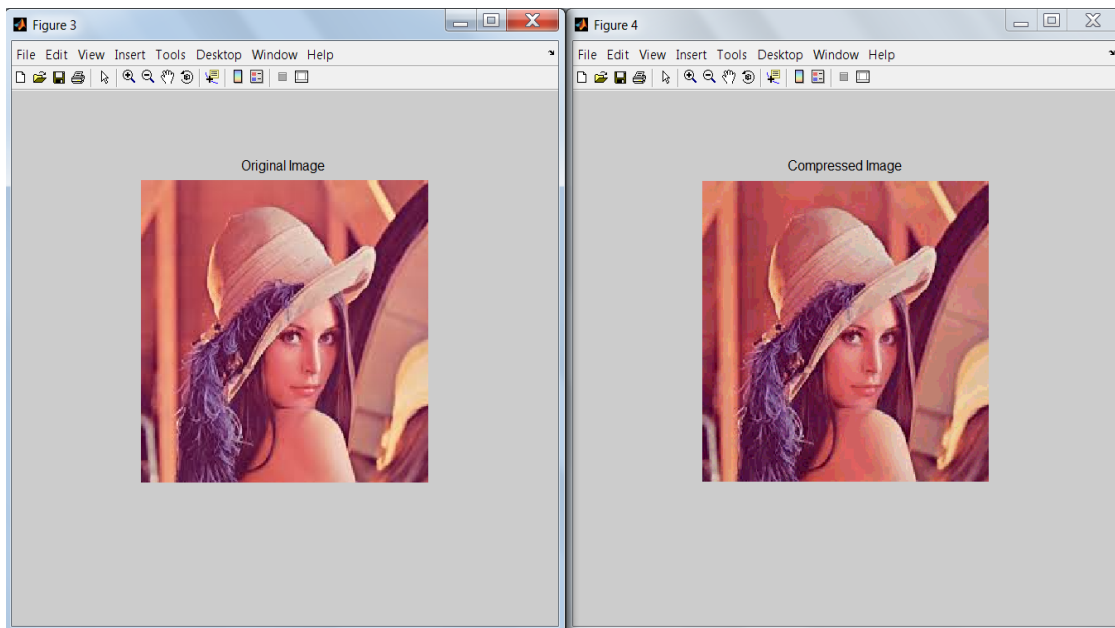 Figure 3
File Edit View Insert Tools Desktop Window Help
Original Image
Figure 4
File Edit View Insert Tools Desktop Window Help
Compressed Image